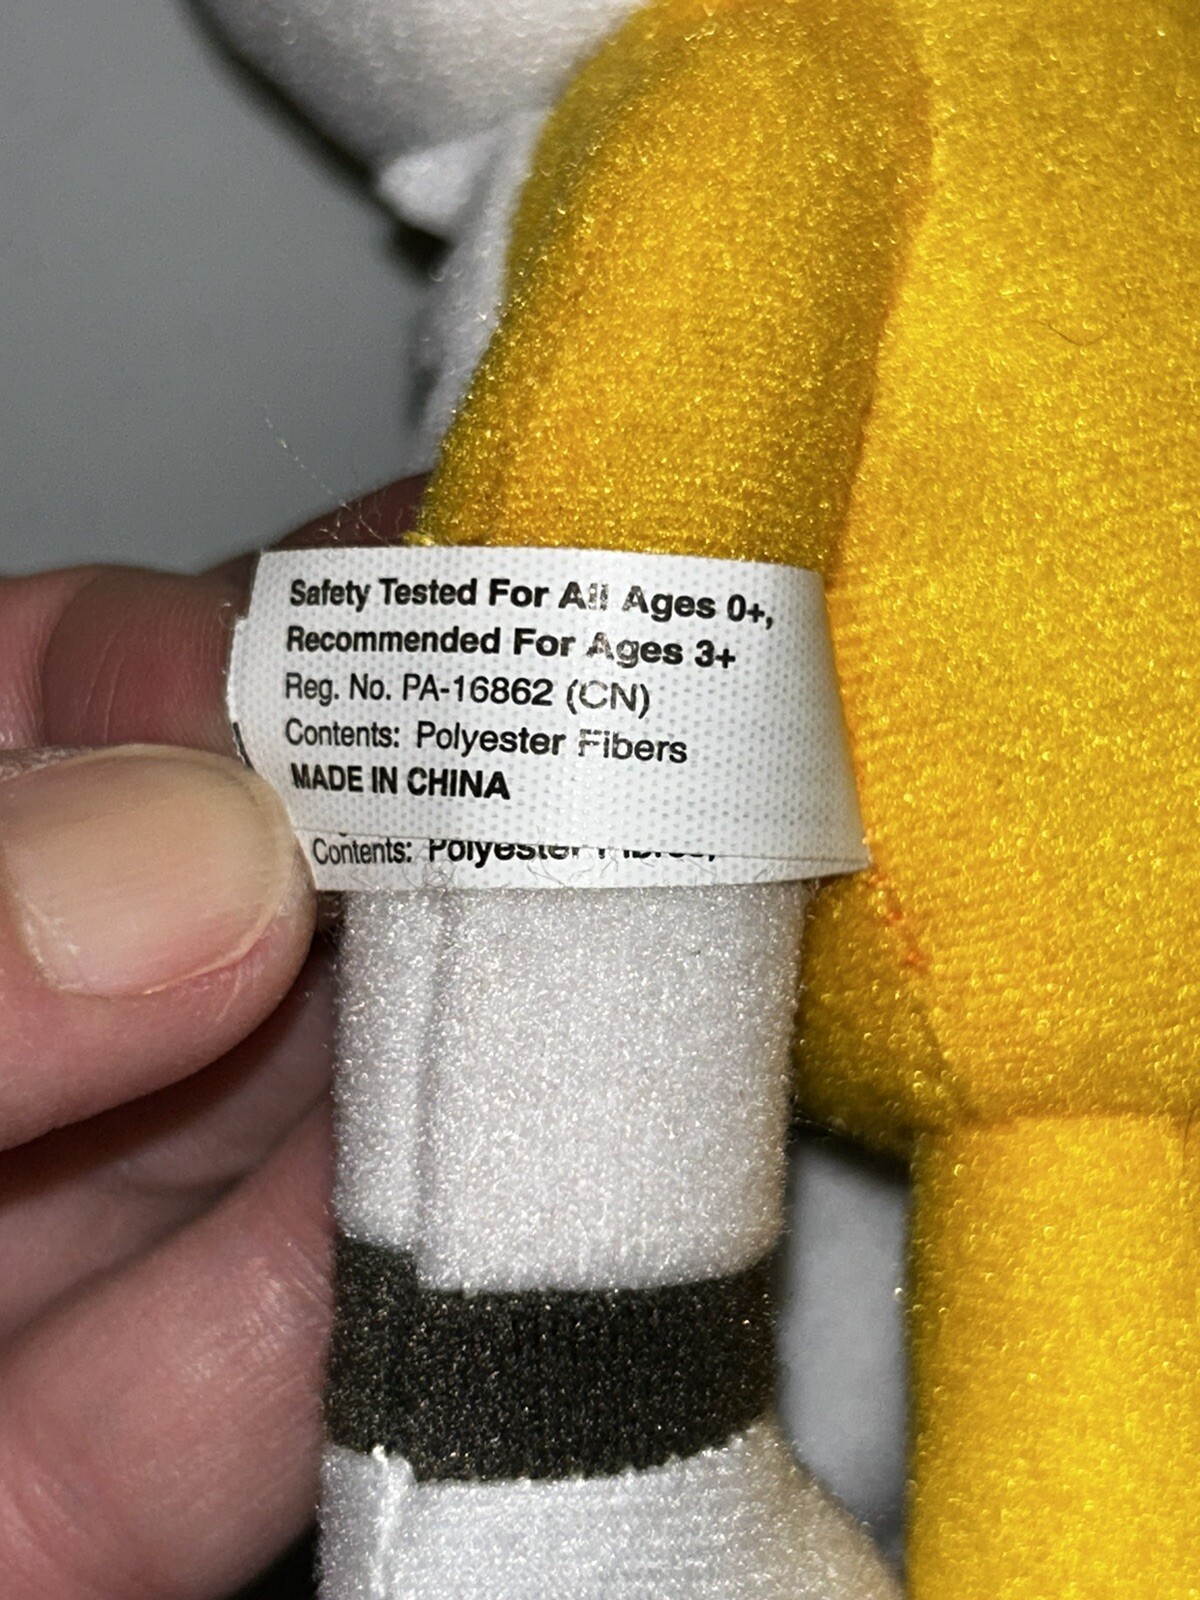 Safety Tested For All Ages 0+,
Recommended For Ages 3+
Reg. No. PA-16862 (CN)
Contents: Polyester Fibers
MADE IN CHINA
Contents: Polyester